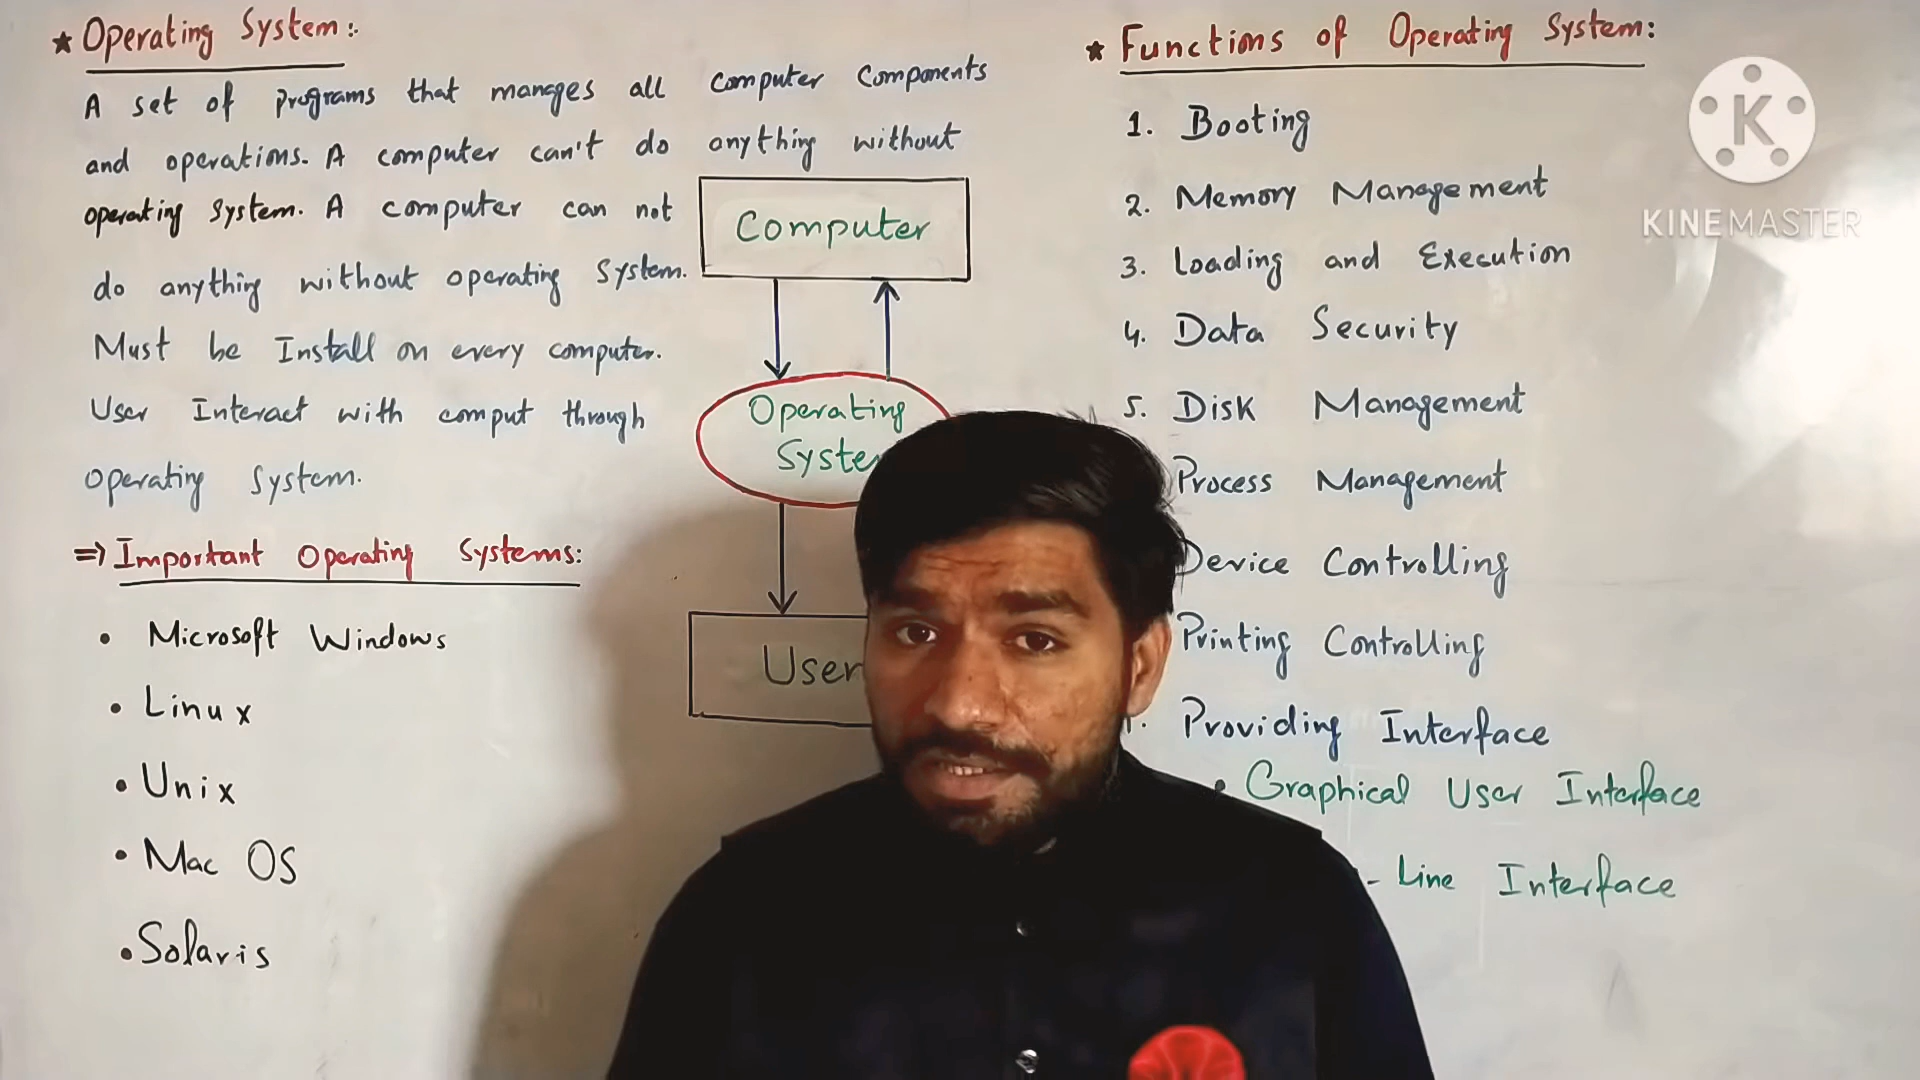 ★ Operating System:
A set of programs that manages all computer components
and operations. A computer can't do anything without
operating system. A computer can not
do anything without operating system.
Must be Install on every computer.
User Interact with comput through
Operating System.
⇒ Important Operating Systems:
• Microsoft Windows
• Linux
• Unix
• Mac OS
• Solaris
Computer
Operating
System
User
★ Functions of Operating System:
1. Booting
2. Memory Management
3. Loading and Execution
4. Data Security
5. Disk Management
Process Management
Device Controlling
Printing Controlling
Providing Interface
• Graphical User Interface
- Line Interface
K
KINEMASTER